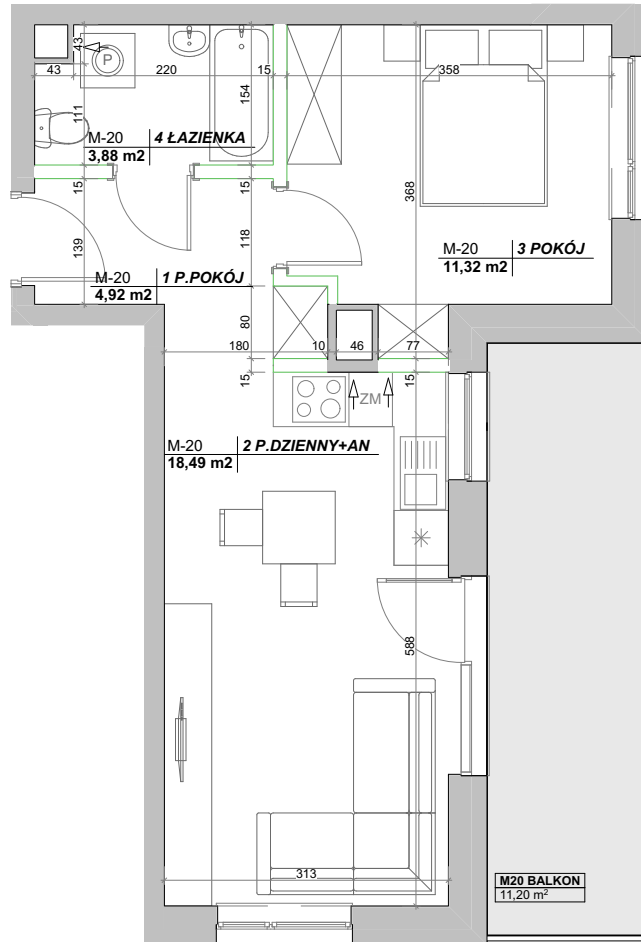 43
P
43
220
15
358
111
154
M-20 4 ŁAZIENKA
3,88 m2
15
15
368
139
118
M-20 3 POKÓJ
11,32 m2
M-20 1 P.POKÓJ
4,92 m2
80
180
10
46
77
15
15
ZM
M-20 2 P.DZIENNY+AN
18,49 m2
588
313
M20 BALKON
11,20 m²